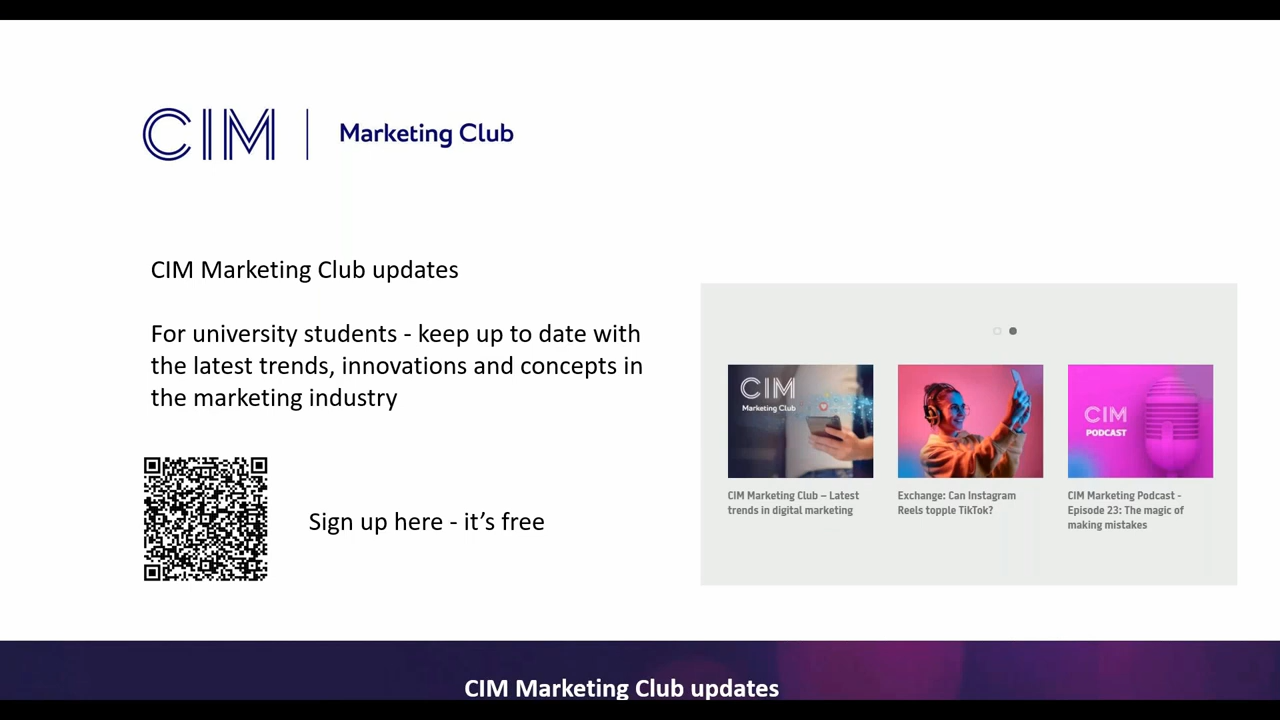 CIM | Marketing Club
CIM Marketing Club updates
For university students - keep up to date with
the latest trends, innovations and concepts in
the marketing industry
Sign up here - it’s free
CIM
Marketing Club
CIM Marketing Club – Latest
trends in digital marketing
Exchange: Can Instagram
Reels topple TikTok?
CIM
PODCAST
CIM Marketing Podcast -
Episode 23: The magic of
making mistakes
CIM Marketing Club updates